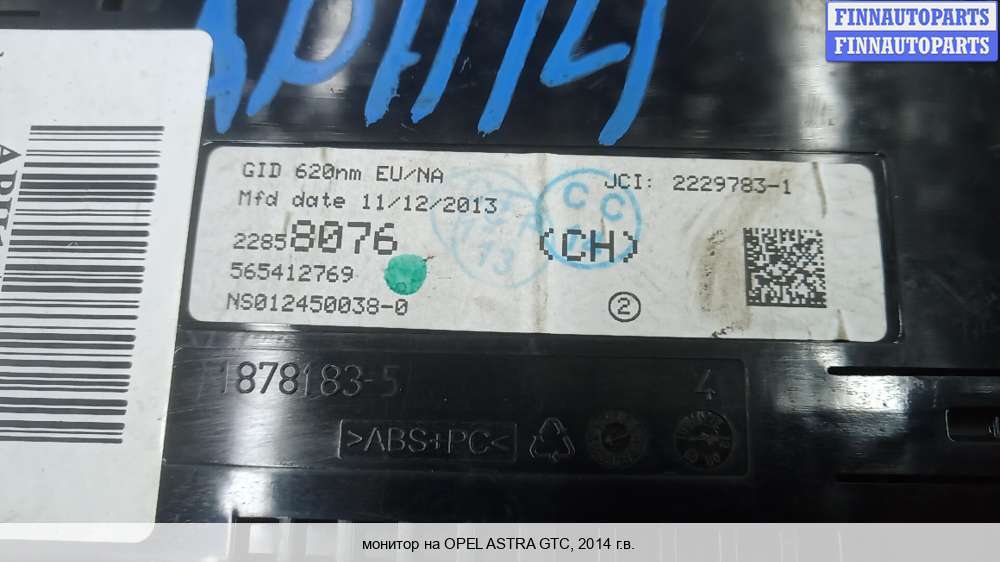 FINNAUTOPARTS
FINNAUTOPARTS
GID 620nm EU/NA
JCI: 2229783-1
Mfd date 11/12/2013
22858076
(CH)
CC
565412769
NS012450038-0
2
1878183-5
4
>ABS+PC<
монитор на OPEL ASTRA GTC, 2014 г.в.